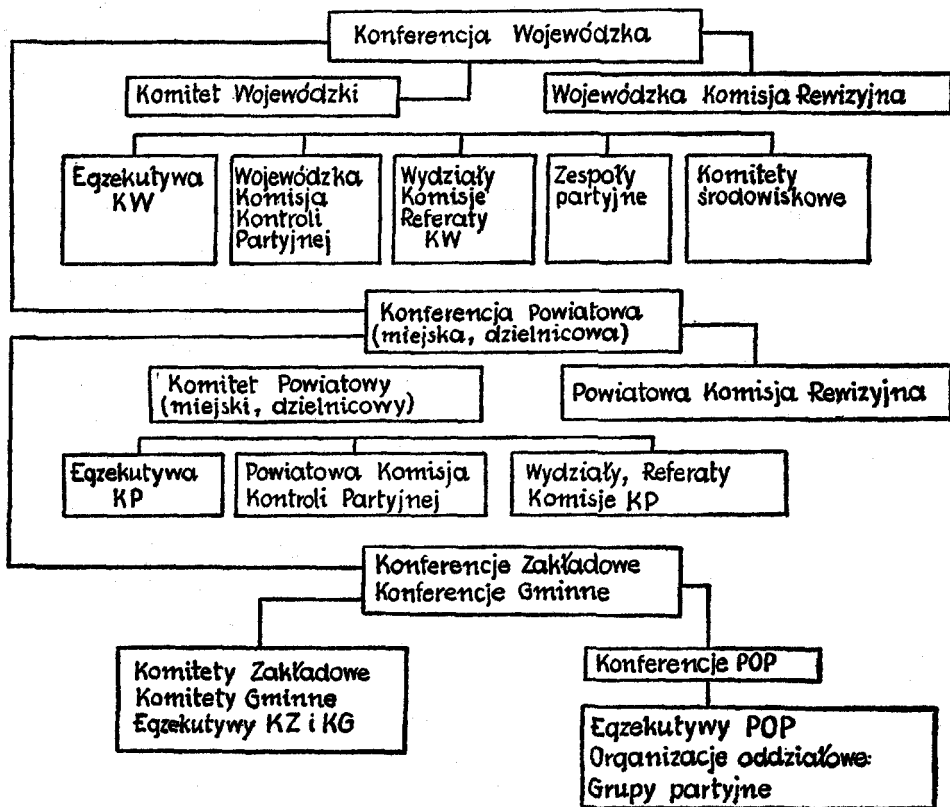 Konferencja Wojewódzka
Komitet Wojewódzki
Wojewódzka Komisja Rewizyjna
Egzekutywa
KW
Wojewódzka
Komisja
Kontroli
Partyjnej
Wydziały
Komisje
Referaty
KW
Zespoły
partyjne
Komitety
środowiskowe
Konferencja Powiatowa
(miejska, dzielnicowa)
Komitet Powiatowy
(miejski, dzielnicowy)
Powiatowa Komisja Rewizyjna
Egzekutywa
KP
Powiatowa Komisja
Kontroli Partyjnej
Wydziały, Referaty
Komisje KP
Konferencje Zakładowe
Konferencje Gminne
Komitety Zakładowe
Komitety Gminne
Egzekutywy KZ i KG
Konferencje POP
Egzekutywy POP
Organizacje oddziałowe
Grupy partyjne